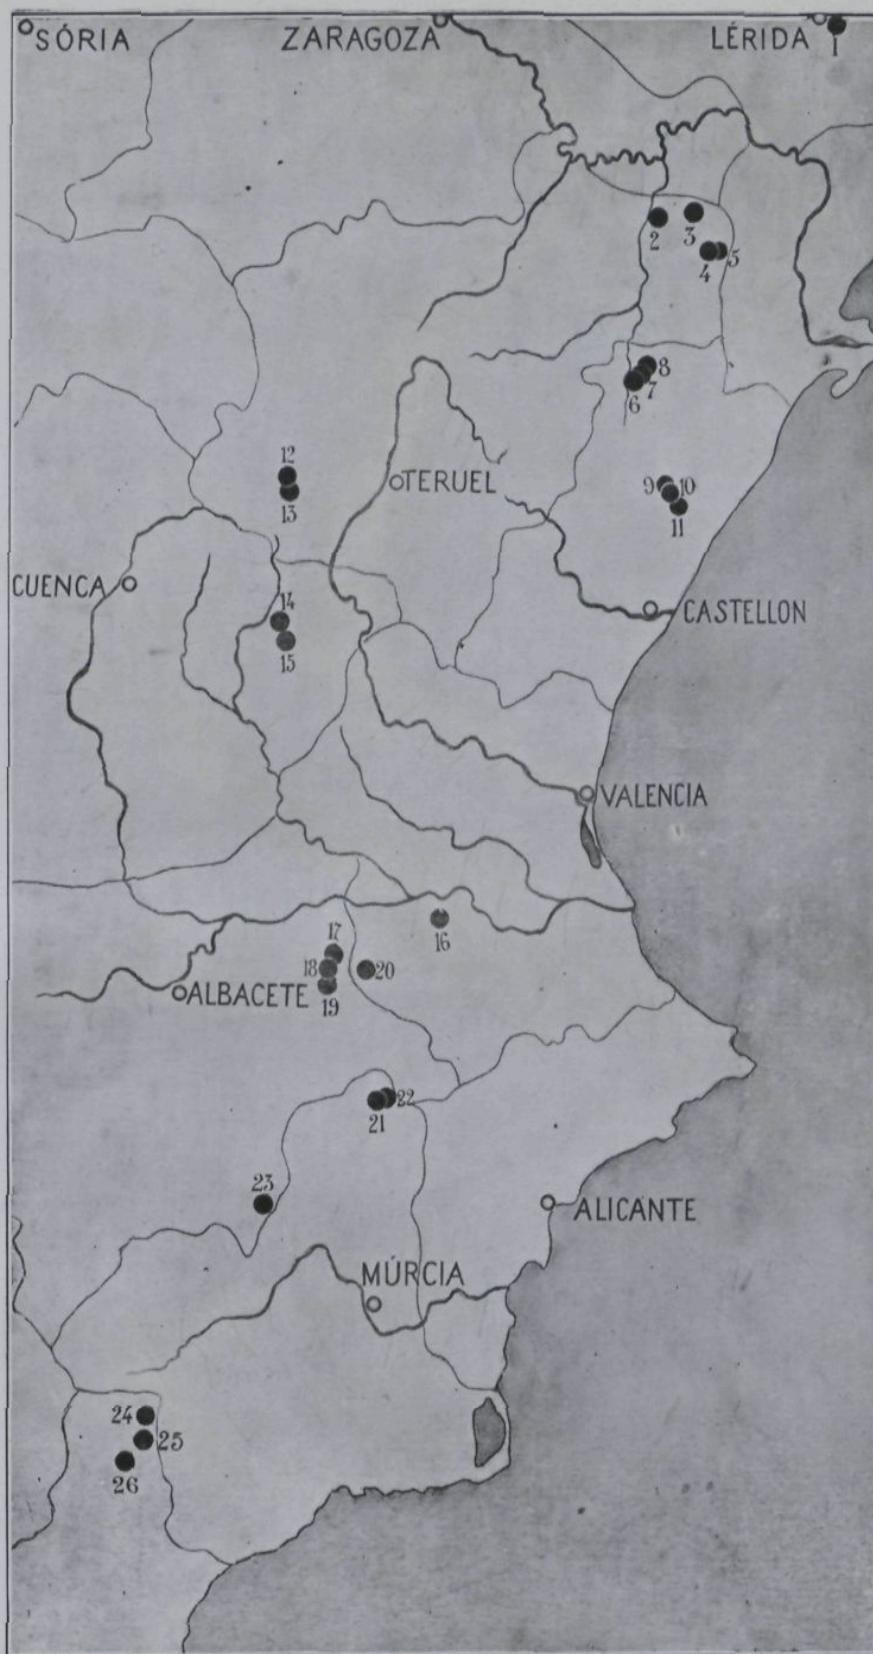 SÓRIA ZARAGOZA LÉRIDA
1
2 3
4 5
8
7
6
12
TERUEL
9 10
13
11
CUENCA
14
CASTELLON
15
VALENCIA
16
17
18 20
ALBACETE
19
22
21
23
ALICANTE
MÚRCIA
24
25
26